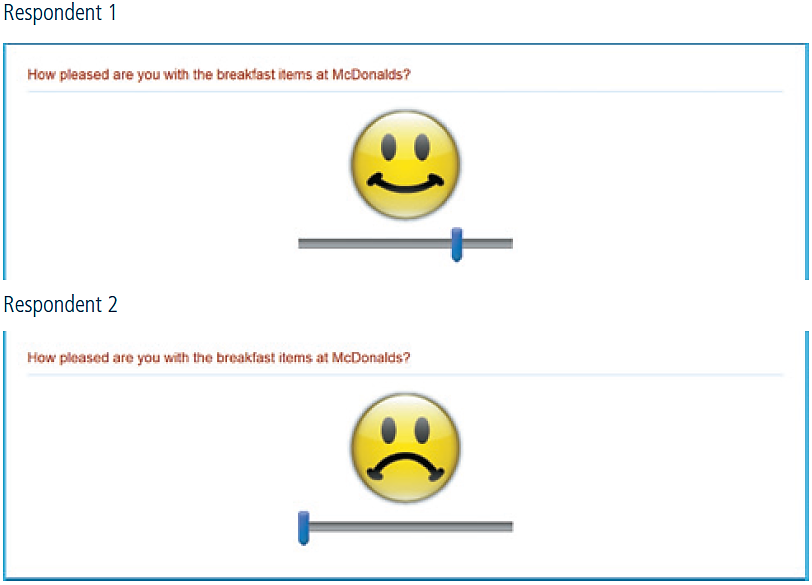 Respondent 1
How pleased are you with the breakfast items at McDonalds?
Respondent 2
How pleased are you with the breakfast items at McDonalds?